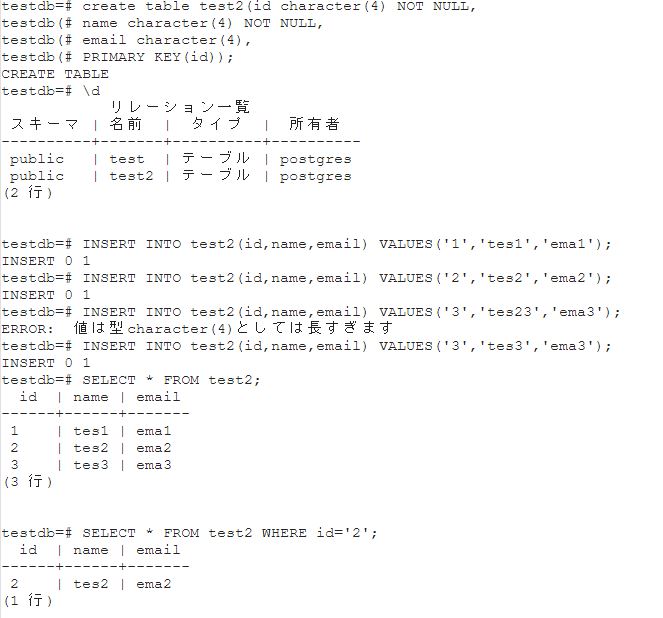 testdb=# create table test2(id character(4) NOT NULL,
testdb(# name character(4) NOT NULL,
testdb(# email character(4),
testdb(# PRIMARY KEY(id));
CREATE TABLE
testdb=# \d
リレーション一覧
スキーマ | 名前 | タイプ | 所有者
----------+-------+----------+----------
public | test | テーブル | postgres
public | test2 | テーブル | postgres
(2 行)
testdb=# INSERT INTO test2(id,name,email) VALUES('1','tes1','ema1');
INSERT 0 1
testdb=# INSERT INTO test2(id,name,email) VALUES('2','tes2','ema2');
INSERT 0 1
testdb=# INSERT INTO test2(id,name,email) VALUES('3','tes23','ema3');
ERROR: 値は型character(4)としては長すぎます
testdb=# INSERT INTO test2(id,name,email) VALUES('3','tes3','ema3');
INSERT 0 1
testdb=# SELECT * FROM test2;
id | name | email
------+------+-------
1 | tes1 | ema1
2 | tes2 | ema2
3 | tes3 | ema3
(3 行)
testdb=# SELECT * FROM test2 WHERE id='2';
id | name | email
------+------+-------
2 | tes2 | ema2
(1 行)